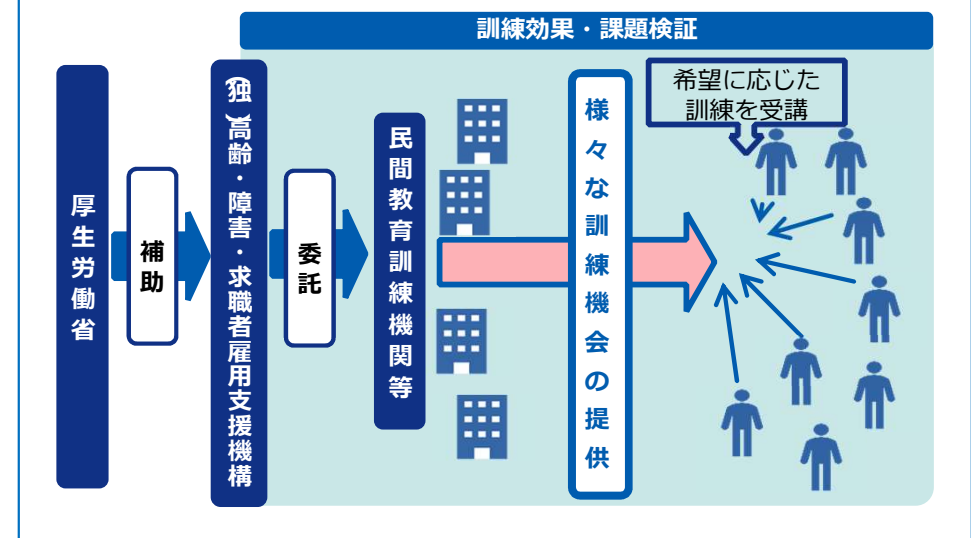 訓練効果・課題検証
厚生労働省
補助
(独)高齢・障害・求職者雇用支援機構
委託
民間教育訓練機関等
様々な訓練機会の提供
希望に応じた
訓練を受講